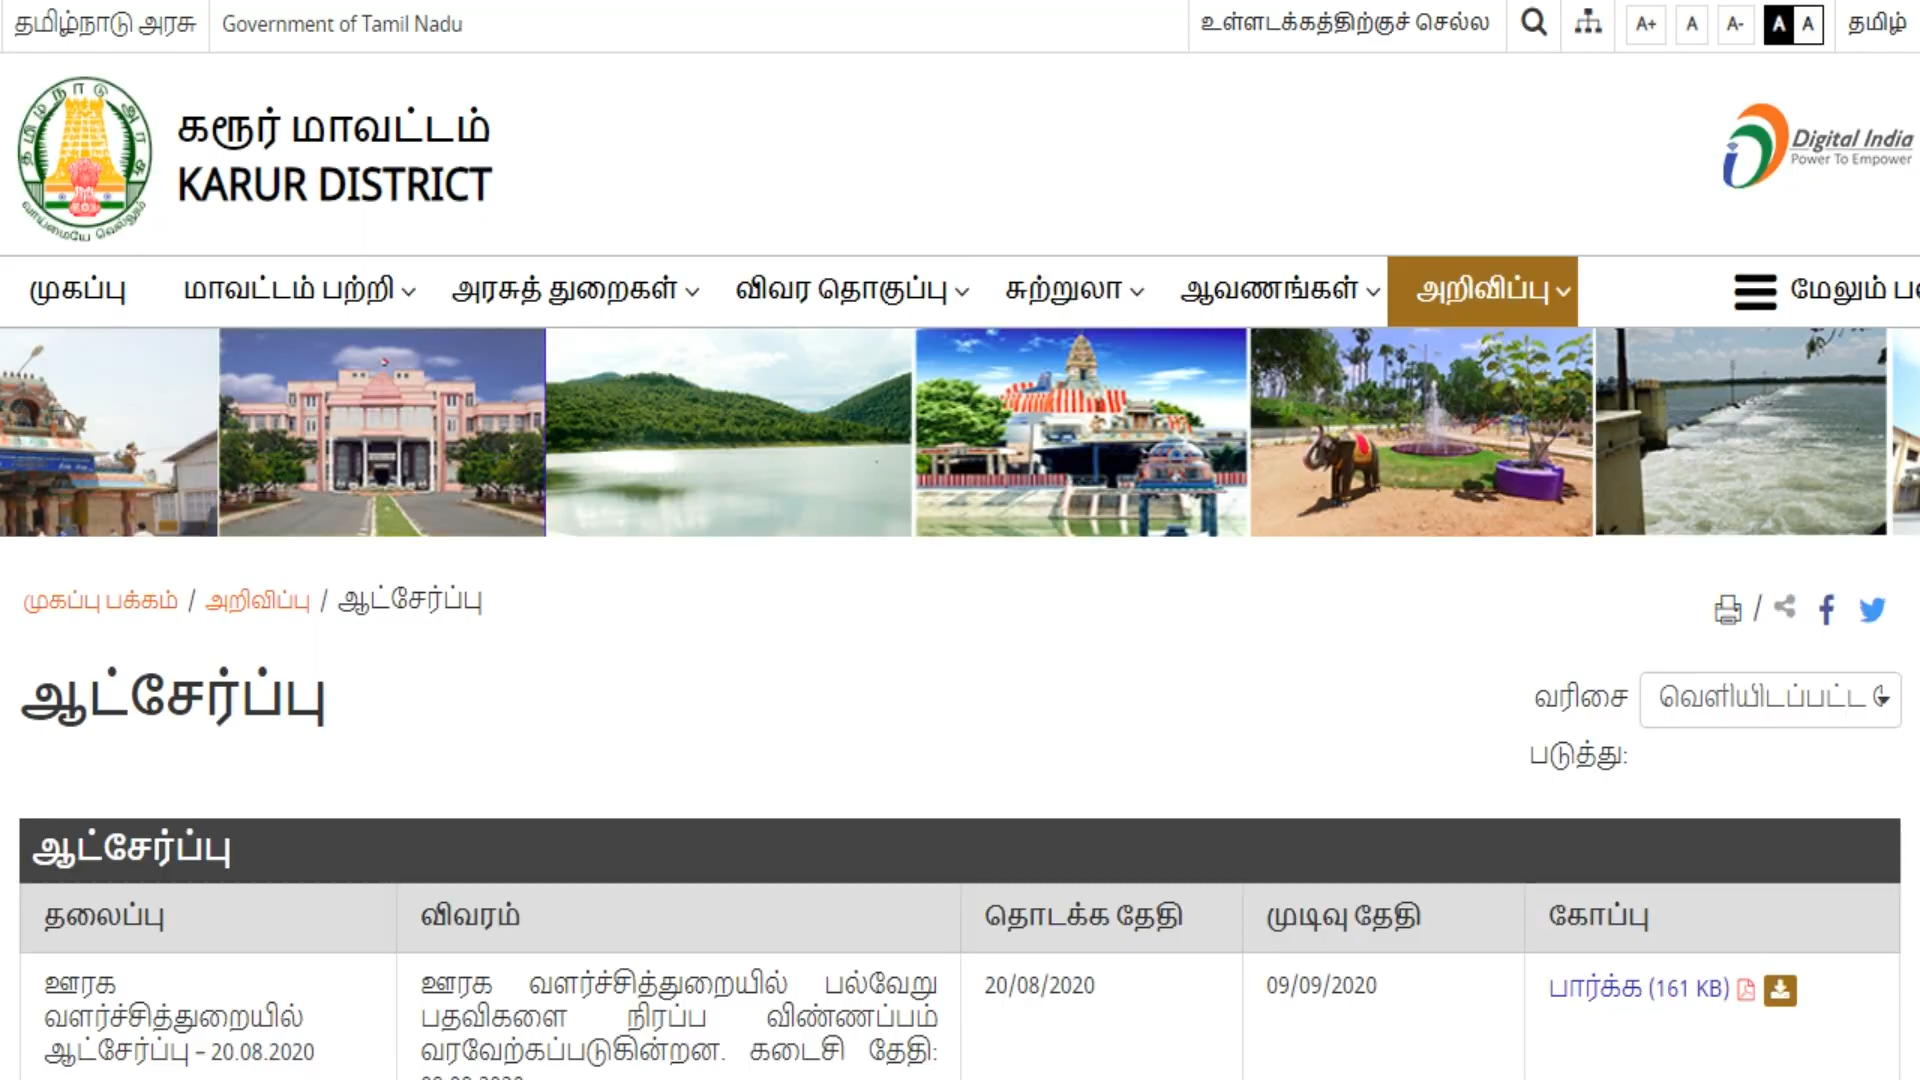 தமிழ்நாடு அரசு Government of Tamil Nadu உள்ளடக்கத்திற்குச் செல்ல A+ A A- A A தமிழ்
கரூர் மாவட்டம்
KARUR DISTRICT
Digital India
Power To Empower
முகப்பு மாவட்டம் பற்றி அரசுத் துறைகள் விவர தொகுப்பு சுற்றுலா ஆவணங்கள் அறிவிப்பு மேலும்
முகப்பு பக்கம் / அறிவிப்பு / ஆட்சேர்ப்பு
ஆட்சேர்ப்பு
வரிசை படுத்து: வெளியிடப்பட்ட
ஆட்சேர்ப்பு
தலைப்பு விவரம் தொடக்க தேதி முடிவு தேதி கோப்பு
ஊரக வளர்ச்சித்துறையில் ஆட்சேர்ப்பு – 20.08.2020
ஊரக வளர்ச்சித்துறையில் பல்வேறு
பதவிகளை நிரப்ப விண்ணப்பம்
வரவேற்கப்படுகின்றன. கடைசி தேதி:
20/08/2020
09/09/2020
பார்க்க (161 KB)